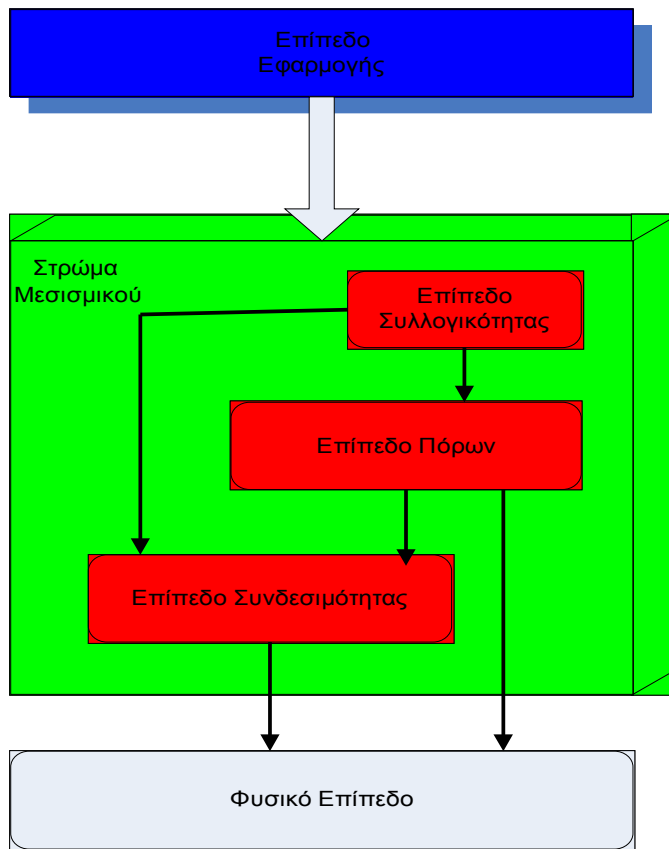 Επίπεδο
Εφαρμογής
Στρώμα
Μεσισμικού
Επίπεδο
Συλλογικότητας
Επίπεδο Πόρων
Επίπεδο Συνδεσιμότητας
Φυσικό Επίπεδο